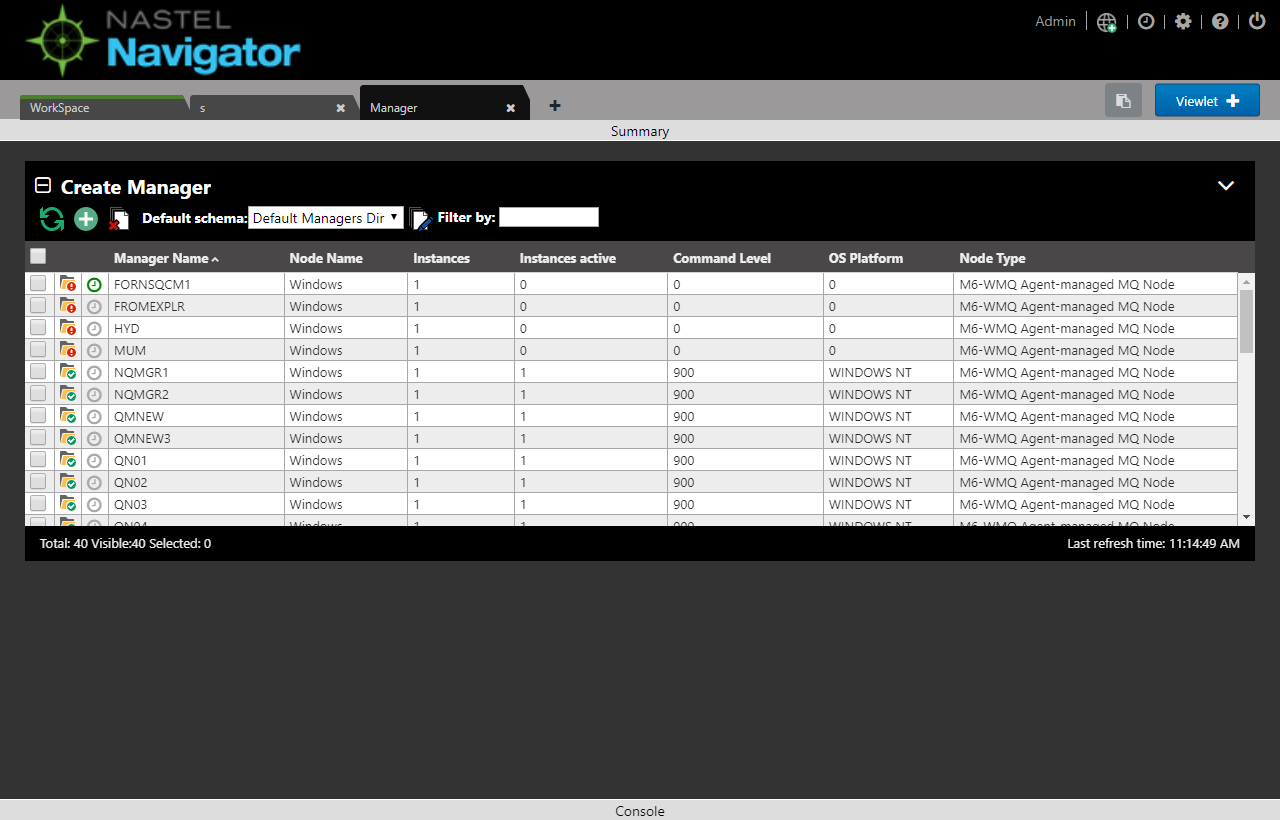 NASTEL
Navigator
Admin
WorkSpace
s
Manager
Viewlet
Summary
Create Manager
Default schema: Default Managers Dir Filter by:
Manager Name Node Name Instances Instances active Command Level OS Platform Node Type
FORNSQCM1 Windows 1 0 0 0 M6-WMQ Agent-managed MQ Node
FROMEXPLR Windows 1 0 0 0 M6-WMQ Agent-managed MQ Node
HYD Windows 1 0 0 0 M6-WMQ Agent-managed MQ Node
MUM Windows 1 0 0 0 M6-WMQ Agent-managed MQ Node
NQMGR1 Windows 1 1 900 WINDOWS NT M6-WMQ Agent-managed MQ Node
NQMGR2 Windows 1 1 900 WINDOWS NT M6-WMQ Agent-managed MQ Node
QMNEW Windows 1 1 900 WINDOWS NT M6-WMQ Agent-managed MQ Node
QMNEW3 Windows 1 1 900 WINDOWS NT M6-WMQ Agent-managed MQ Node
QN01 Windows 1 1 900 WINDOWS NT M6-WMQ Agent-managed MQ Node
QN02 Windows 1 1 900 WINDOWS NT M6-WMQ Agent-managed MQ Node
QN03 Windows 1 1 900 WINDOWS NT M6-WMQ Agent-managed MQ Node
QN04 Windows 1 1 900 WINDOWS NT M6-WMQ Agent-managed MQ Node
Total: 40 Visible:40 Selected: 0
Last refresh time: 11:14:49 AM
Console